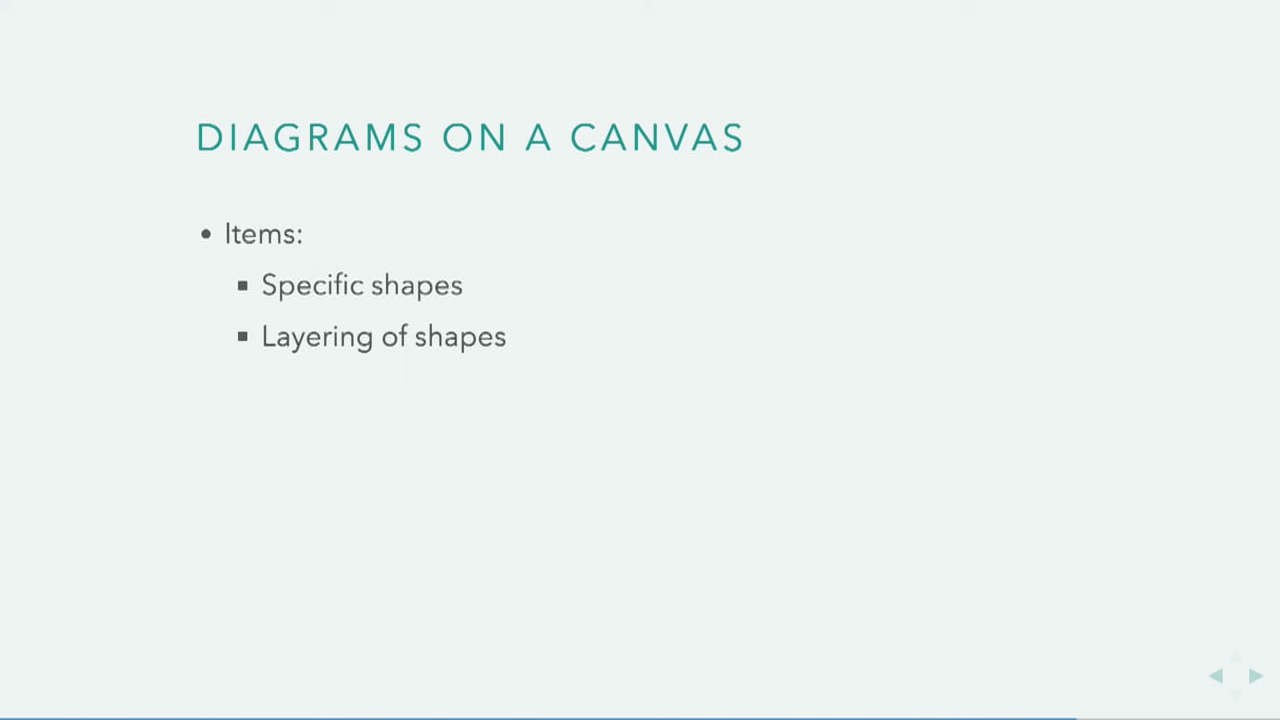 DIAGRAMS ON A CANVAS
• Items:
▪ Specific shapes
▪ Layering of shapes